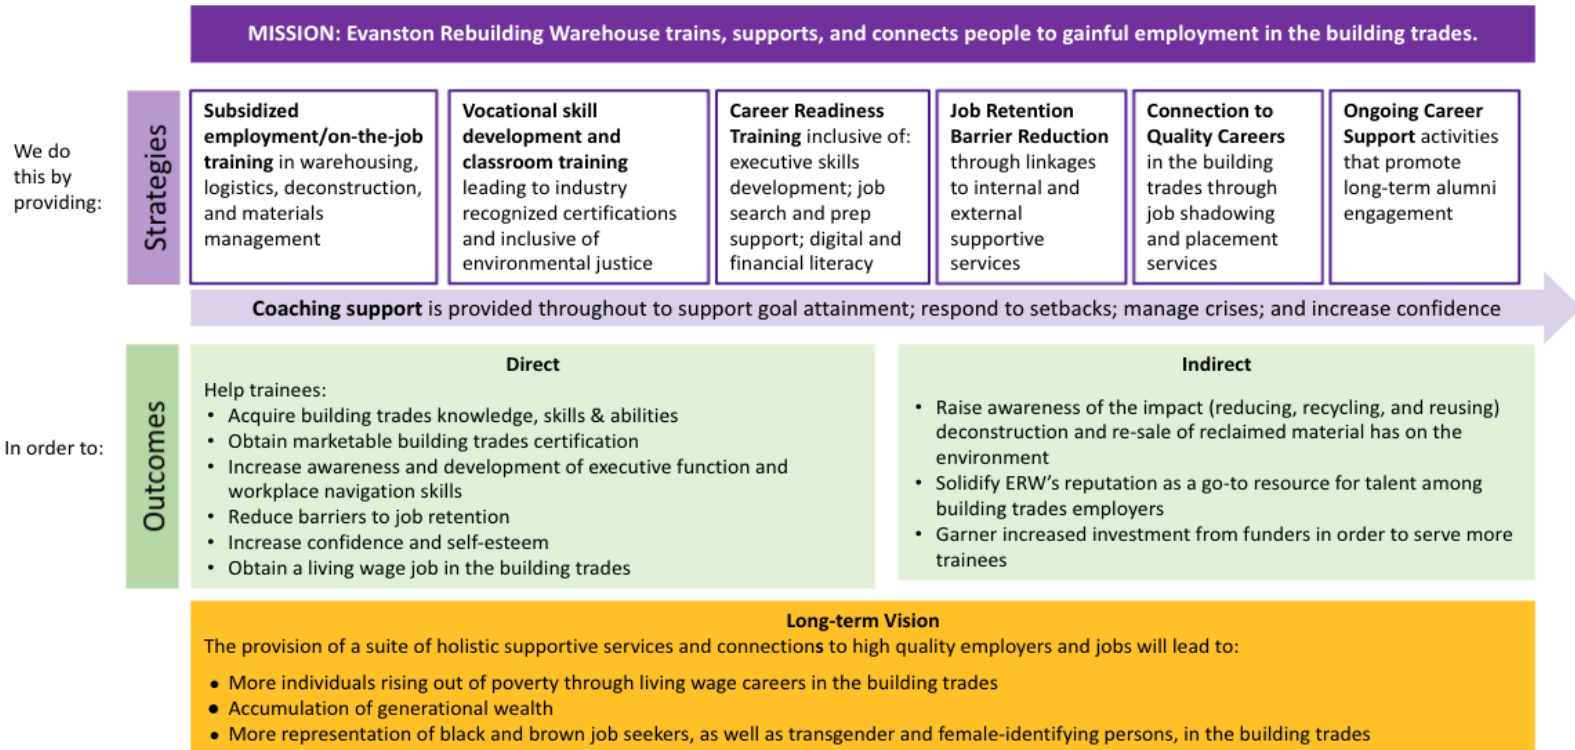 MISSION: Evanston Rebuilding Warehouse trains, supports, and connects people to gainful employment in the building trades.
We do
this by
providing:
Strategies
Subsidized
employment/on-the-job
training in warehousing,
logistics, deconstruction,
and materials
management
Vocational skill
development and
classroom training
leading to industry
recognized certifications
and inclusive of
environmental justice
Career Readiness
Training inclusive of:
executive skills
development; job
search and prep
support; digital and
financial literacy
Job Retention
Barrier Reduction
through linkages
to internal and
external
supportive
services
Connection to
Quality Careers
in the building
trades through
job shadowing
and placement
services
Ongoing Career
Support activities
that promote
long-term alumni
engagement
Coaching support is provided throughout to support goal attainment; respond to setbacks; manage crises; and increase confidence
In order to:
Outcomes
Direct
Help trainees:
• Acquire building trades knowledge, skills & abilities
• Obtain marketable building trades certification
• Increase awareness and development of executive function and
workplace navigation skills
• Reduce barriers to job retention
• Increase confidence and self-esteem
• Obtain a living wage job in the building trades
Indirect
• Raise awareness of the impact (reducing, recycling, and reusing)
deconstruction and re-sale of reclaimed material has on the
environment
• Solidify ERW's reputation as a go-to resource for talent among
building trades employers
• Garner increased investment from funders in order to serve more
trainees
Long-term Vision
The provision of a suite of holistic supportive services and connections to high quality employers and jobs will lead to:
• More individuals rising out of poverty through living wage careers in the building trades
• Accumulation of generational wealth
• More representation of black and brown job seekers, as well as transgender and female-identifying persons, in the building trades